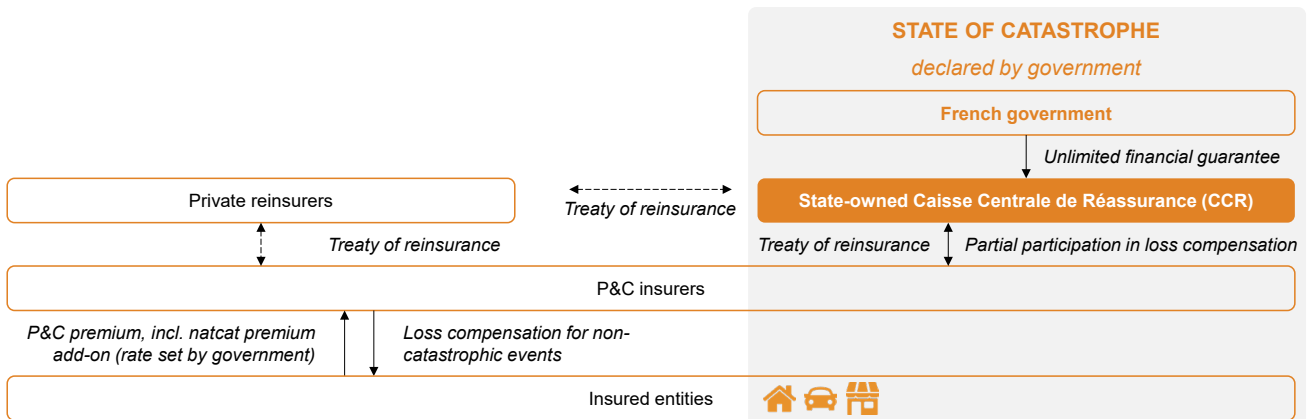 STATE OF CATASTROPHE
declared by government
French government
Unlimited financial guarantee
Private reinsurers
Treaty of reinsurance
State-owned Caisse Centrale de Réassurance (CCR)
Treaty of reinsurance
Treaty of reinsurance
Partial participation in loss compensation
P&C insurers
P&C premium, incl. natcat premium
add-on (rate set by government)
Loss compensation for non-
catastrophic events
Insured entities